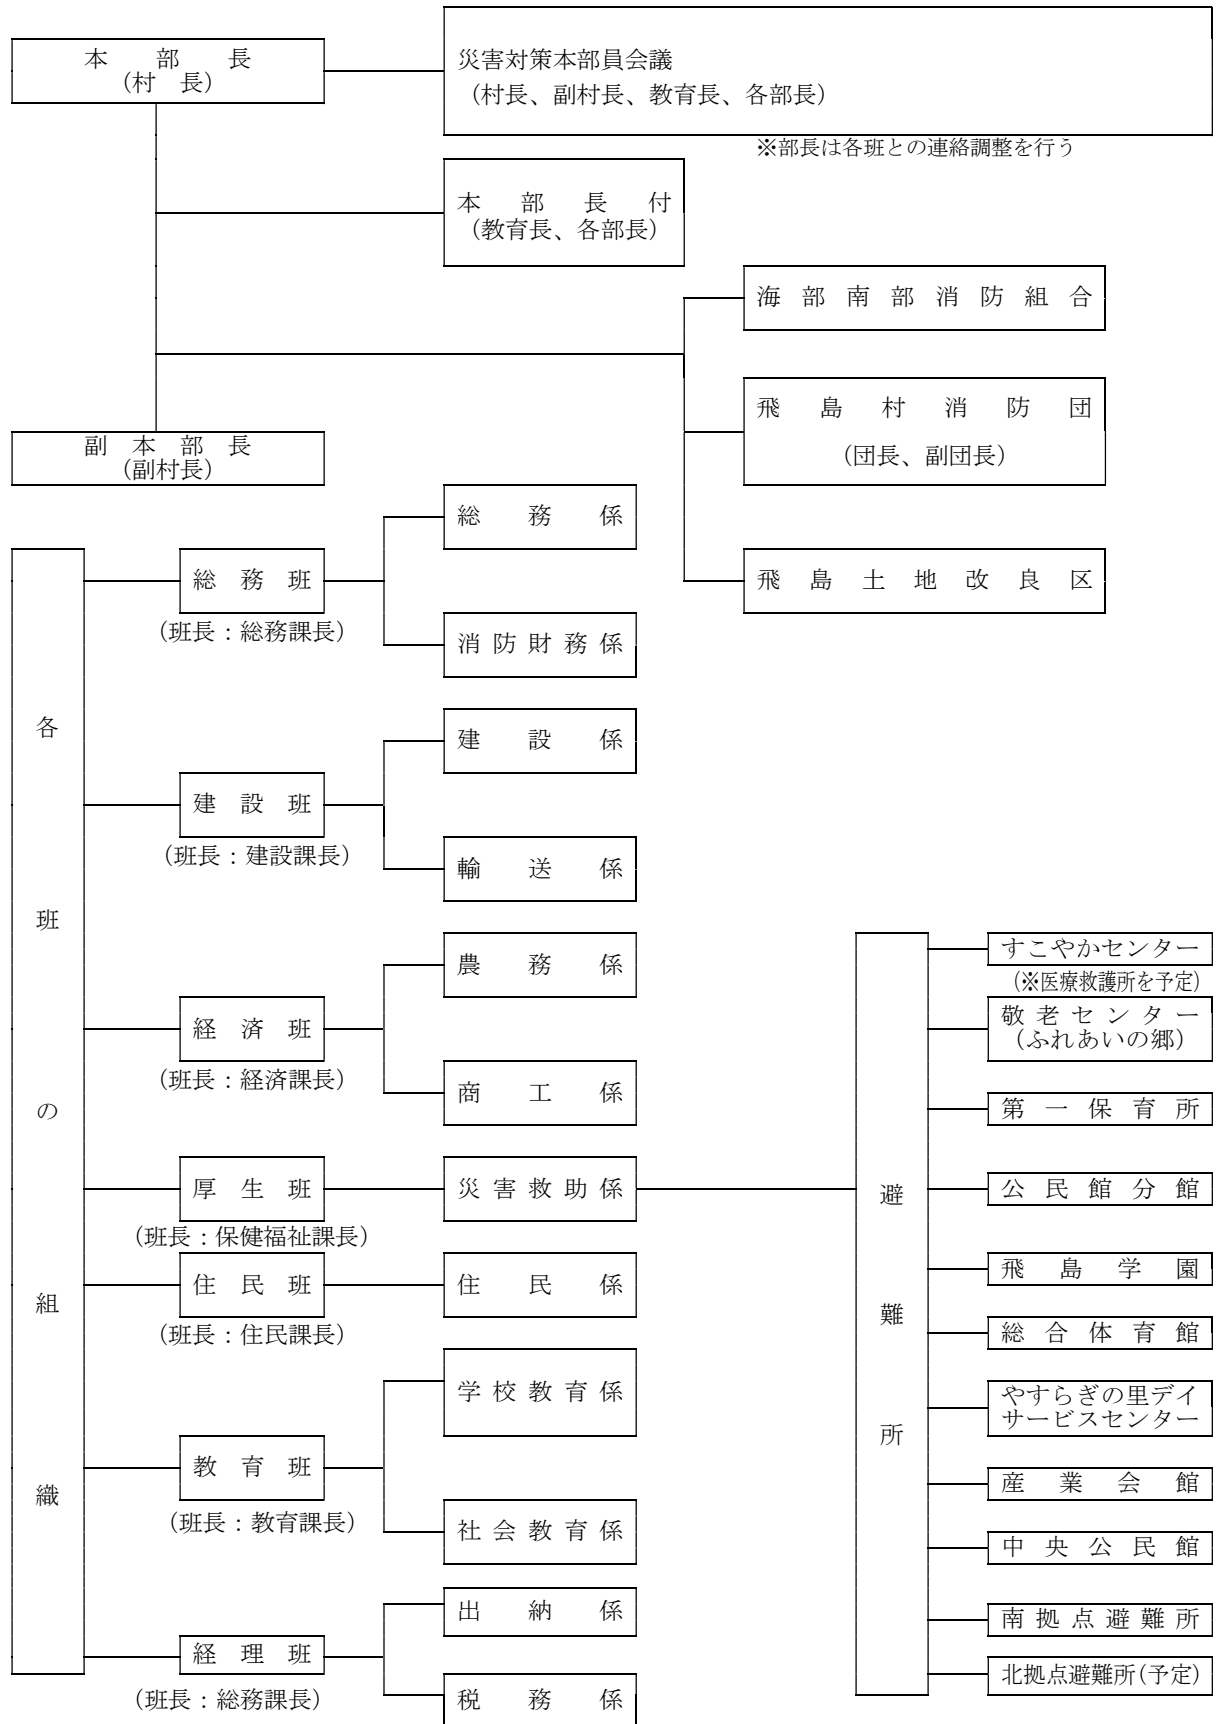 本部長
(村長)
災害対策本部員会議
(村長、副村長、教育長、各部長)
※部長は各班との連絡調整を行う
本部長付
(教育長、各部長)
海部南部消防組合
飛島村消防団
(団長、副団長)
飛島土地改良区
副本部長
(副村長)
各班の組織
総務班
(班長：総務課長)
総務係
消防財務係
建設班
(班長：建設課長)
建設係
輸送係
経済班
(班長：経済課長)
農務係
商工係
厚生班
(班長：保健福祉課長)
災害救助係
住民班
(班長：住民課長)
住民係
教育班
(班長：教育課長)
学校教育係
社会教育係
経理班
(班長：総務課長)
出納係
税務係
避難所
すこやかセンター
(※医療救護所を予定)
敬老センター
(ふれあいの郷)
第一保育所
公民館分館
飛島学園
総合体育館
やすらぎの里デイ
サービスセンター
産業会館
中央公民館
南拠点避難所
北拠点避難所(予定)